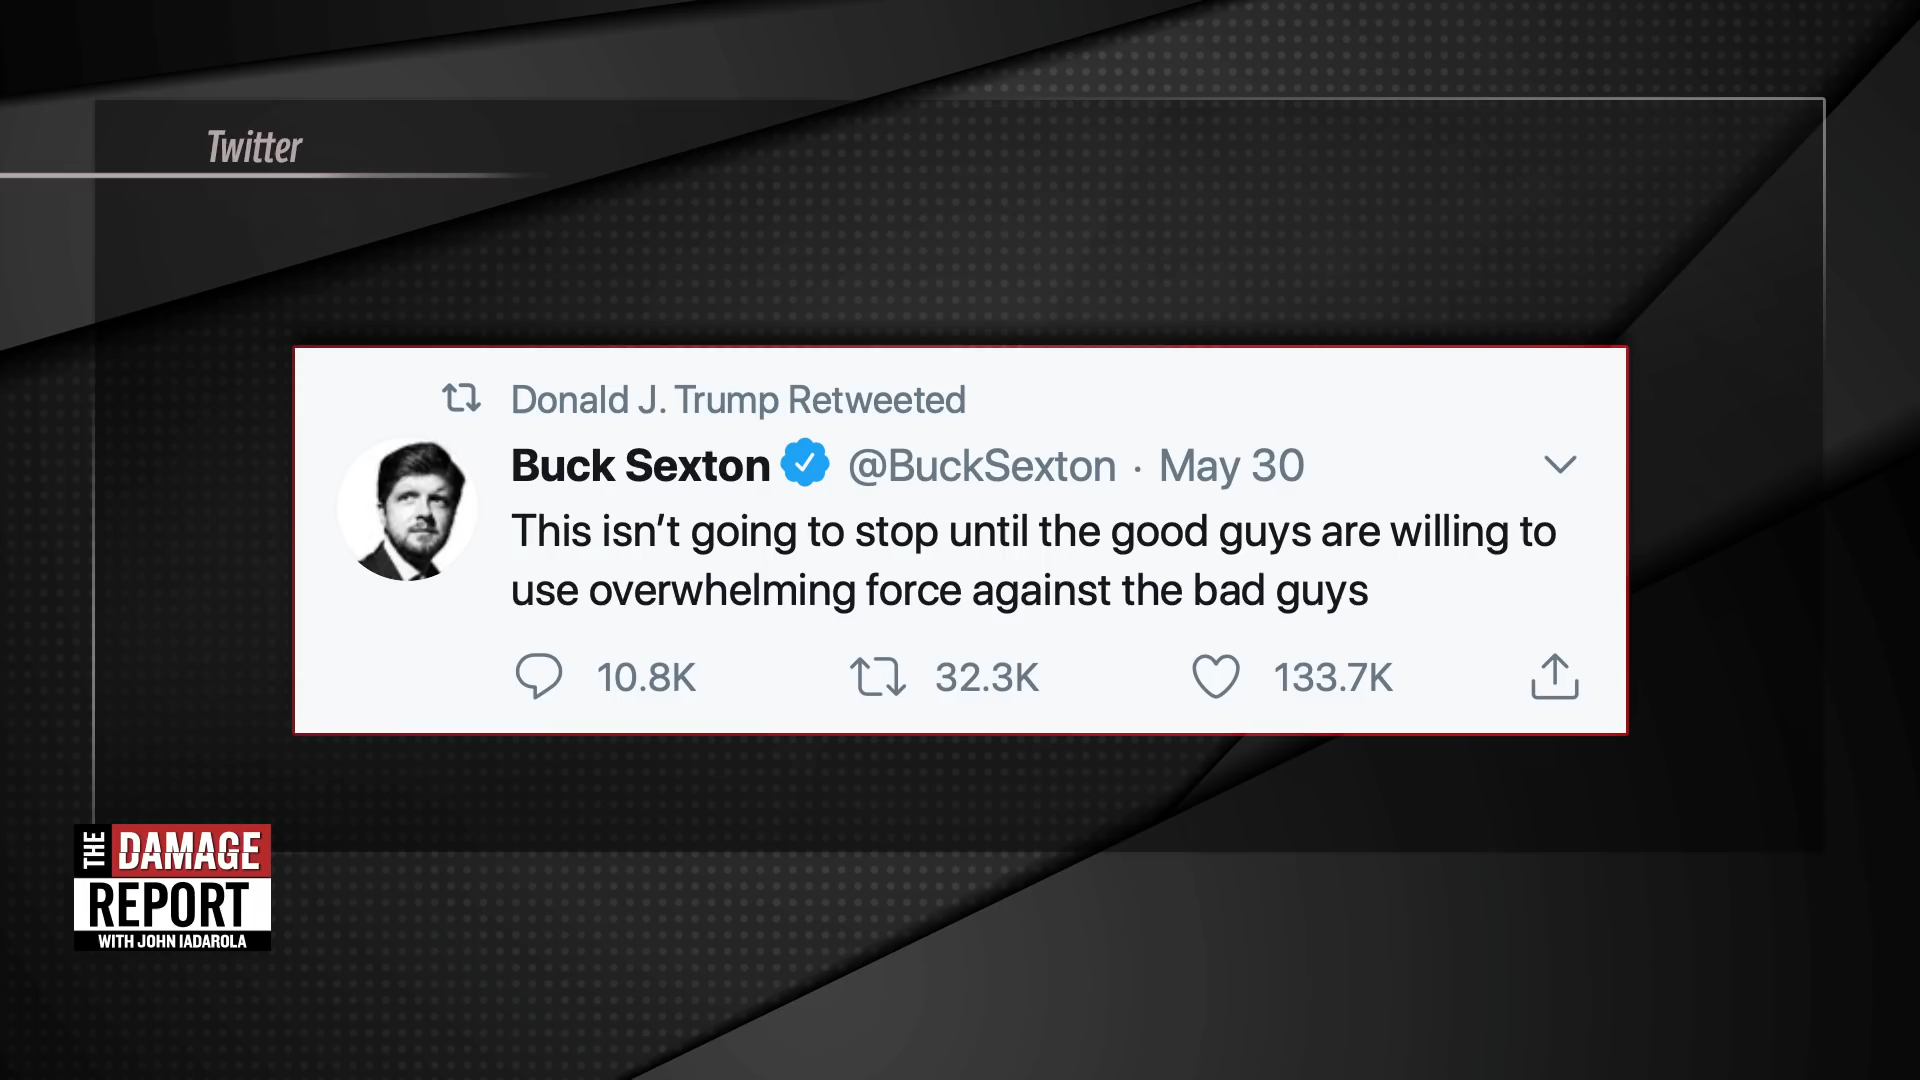 Twitter
Donald J. Trump Retweeted
Buck Sexton @BuckSexton · May 30
This isn’t going to stop until the good guys are willing to
use overwhelming force against the bad guys
10.8K 32.3K 133.7K
THE DAMAGE
REPORT
WITH JOHN IADAROLA